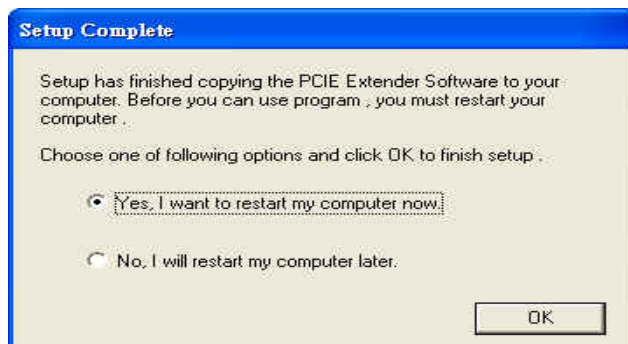 Setup Complete
Setup has finished copying the PCIE Extender Software to your
computer. Before you can use program , you must restart your
computer .
Choose one of following options and click OK to finish setup .
Yes, I want to restart my computer now.
No, I will restart my computer later.
OK